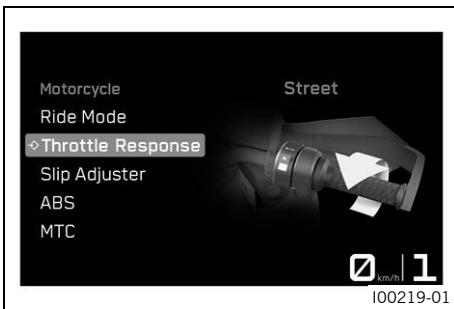 Motorcycle
Street
Ride Mode
Throttle Response
Slip Adjuster
ABS
MTC
0 km/h 1
I00219-01